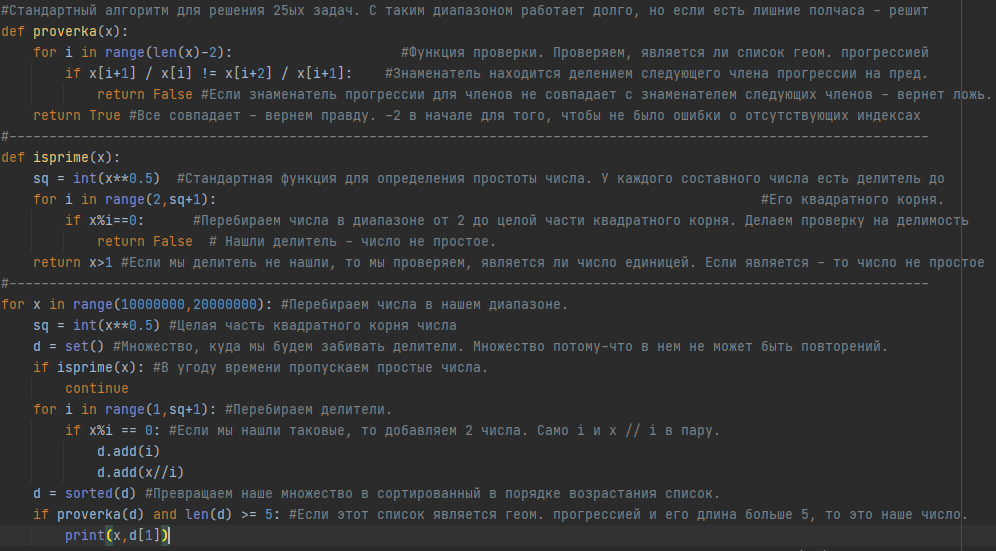 #Стандартный алгоритм для решения 25ых задач. С таким диапазоном работает долго, но если есть лишние полчаса – решит
def proverka(x):
    for i in range(len(x)-2):                     #Функция проверки. Проверяем, является ли список геом. прогрессией
        if x[i+1] / x[i] != x[i+2] / x[i+1]:    #Знаменатель находится делением следующего члена прогрессии на пред.
            return False #Если знаменатель прогрессии для членов не совпадает с знаменателем следующих членов – вернет ложь.
    return True #Все совпадает – вернем правду. -2 в начале для того, чтобы не было ошибки о отсутствующих индексах
#-------------------------------------------------------------------------------------------------------------------
def isprime(x):
    sq = int(x**0.5)  #Стандартная функция для определения простоты числа. У каждого составного числа есть делитель до
    for i in range(2,sq+1):                                                                    #Его квадратного корня.
        if x%i==0:      #Перебираем числа в диапазоне от 2 до целой части квадратного корня. Делаем проверку на делимость
            return False  # Нашли делитель – число не простое.
    return x>1 #Если мы делитель не нашли, то мы проверяем, является ли число единицей. Если является – то число не простое
#-------------------------------------------------------------------------------------------------------------------
for x in range(10000000,20000000): #Перебираем числа в нашем диапазоне.
    sq = int(x**0.5) #Целая часть квадратного корня числа
    d = set() #Множество, куда мы будем забивать делители. Множество потому-что в нем не может быть повторений.
    if isprime(x): #В угоду времени пропускаем простые числа.
        continue
    for i in range(1,sq+1): #Перебираем делители.
        if x%i == 0: #Если мы нашли таковые, то добавляем 2 числа. Само i и x // i в пару.
            d.add(i)
            d.add(x//i)
    d = sorted(d) #Превращаем наше множество в сортированный в порядке возрастания список.
    if proverka(d) and len(d) >= 5: #Если этот список является геом. прогрессией и его длина больше 5, то это наше число.
        print(x,d[1])